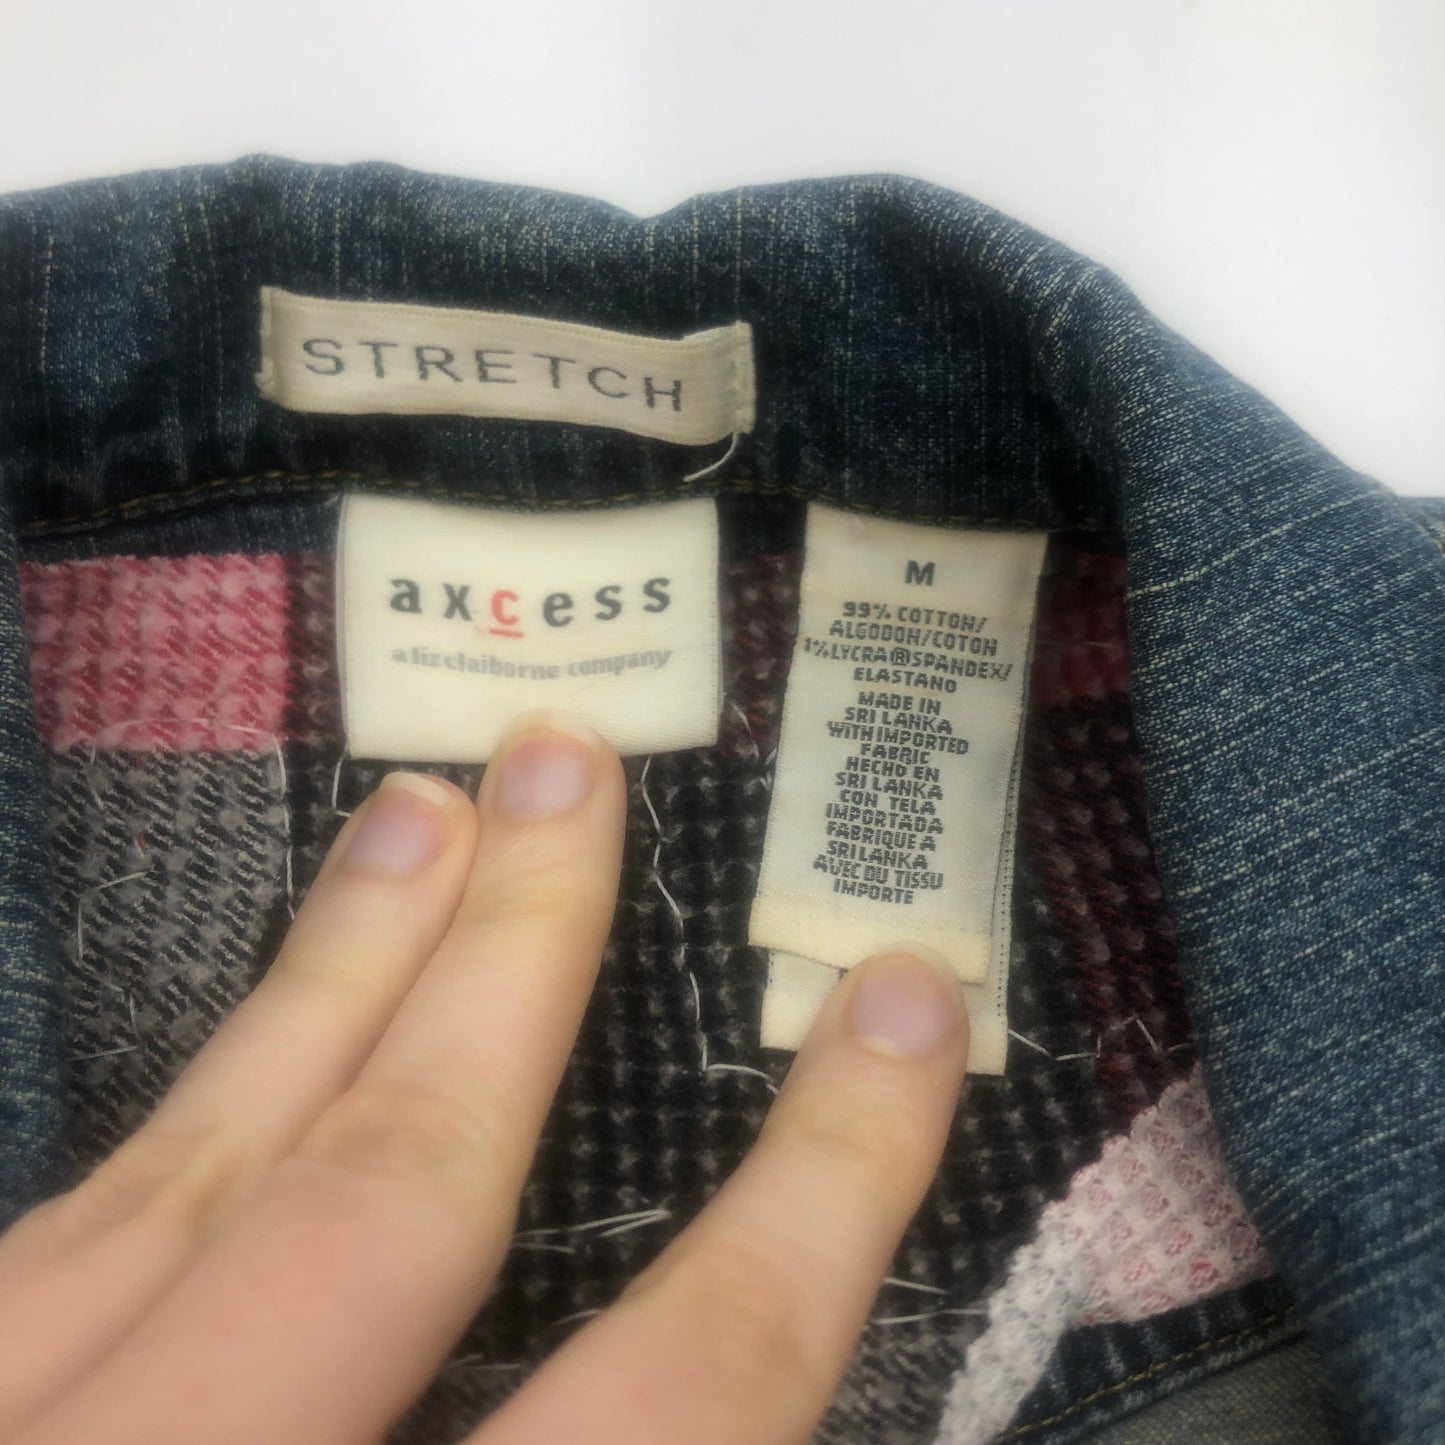 STRETCH
axcess
a liz claiborne company
M
99% COTTON/
ALGODON/COTON
1% LYCRA® SPANDEX/
ELASTANO
MADE IN
SRI LANKA
WITH IMPORTED
FABRIC
HECHO EN
SRI LANKA
CON TELA
IMPORTADA
FABRIQUE A
SRI LANKA
AVEC DU TISSU
IMPORTE